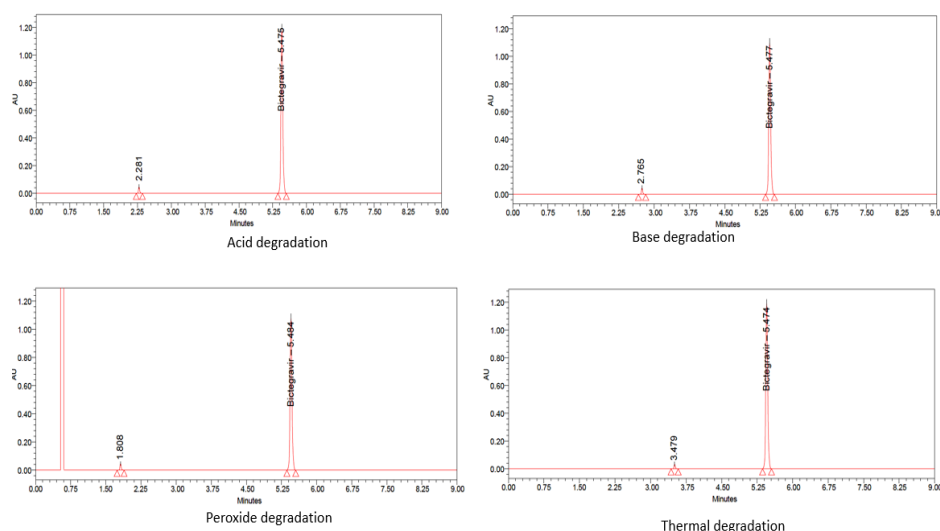 1.20
1.00
0.80
0.60
0.40
0.20
0.00
AU
2.281
Bictegravir - 5.475
0.00 0.75 1.50 2.25 3.00 3.75 4.50 5.25 6.00 6.75 7.50 8.25 9.00
Minutes
Acid degradation
1.20
1.00
0.80
0.60
0.40
0.20
0.00
AU
2.765
Bictegravir - 5.477
0.00 0.75 1.50 2.25 3.00 3.75 4.50 5.25 6.00 6.75 7.50 8.25 9.00
Minutes
Base degradation
1.20
1.00
0.80
0.60
0.40
0.20
0.00
AU
1.808
Bictegravir - 5.484
0.00 0.75 1.50 2.25 3.00 3.75 4.50 5.25 6.00 6.75 7.50 8.25 9.00
Minutes
Peroxide degradation
1.20
1.00
0.80
0.60
0.40
0.20
0.00
AU
3.479
Bictegravir - 5.474
0.00 0.75 1.50 2.25 3.00 3.75 4.50 5.25 6.00 6.75 7.50 8.25 9.00
Minutes
Thermal degradation